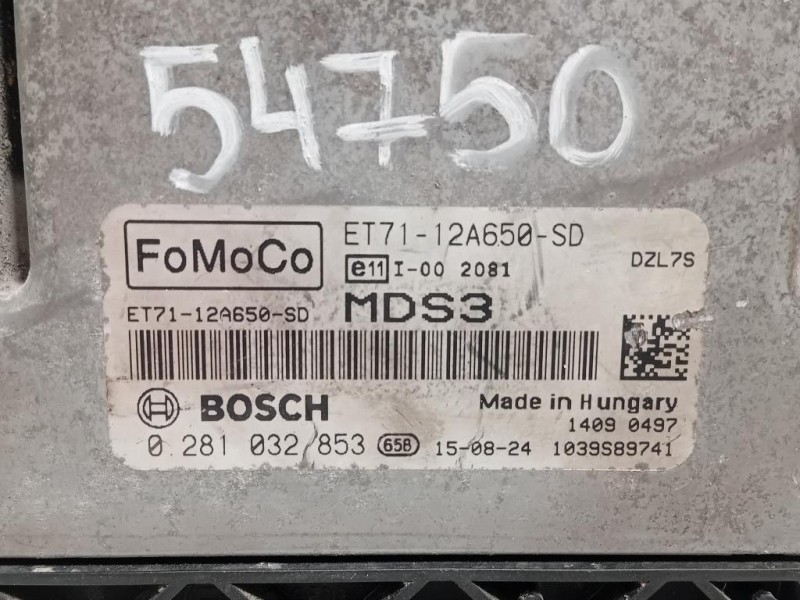 54750
FoMoCo
ET71-12A650-SD
e11 I-00 2081
DZL7S
ET71-12A650-SD
MDS3
BOSCH
Made in Hungary
1409 0497
0 281 032 853 65B 15-08-24 1039S89741